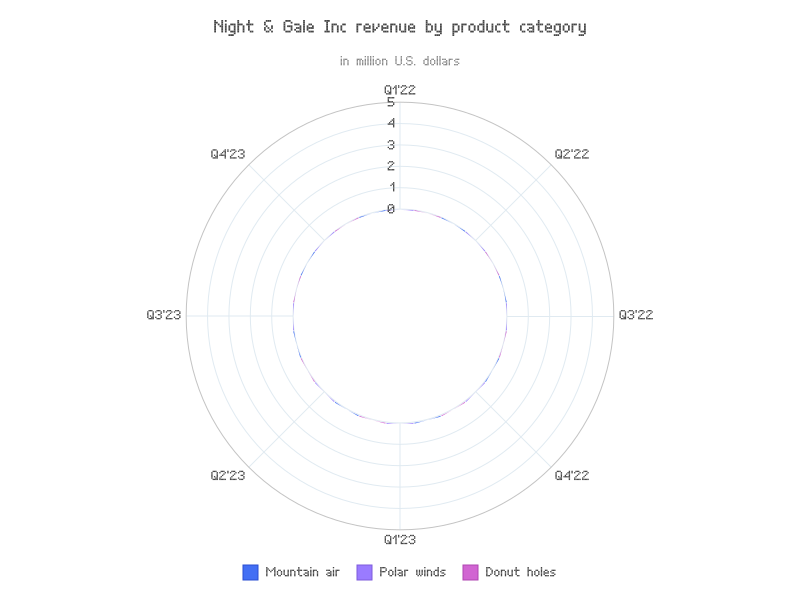 Night & Gale Inc revenue by product category
in million U.S. dollars
Q1'22
5
4
3
2
1
0
Q2'22
Q3'22
Q4'22
Q1'23
Q2'23
Q3'23
Q4'23
Mountain air
Polar winds
Donut holes